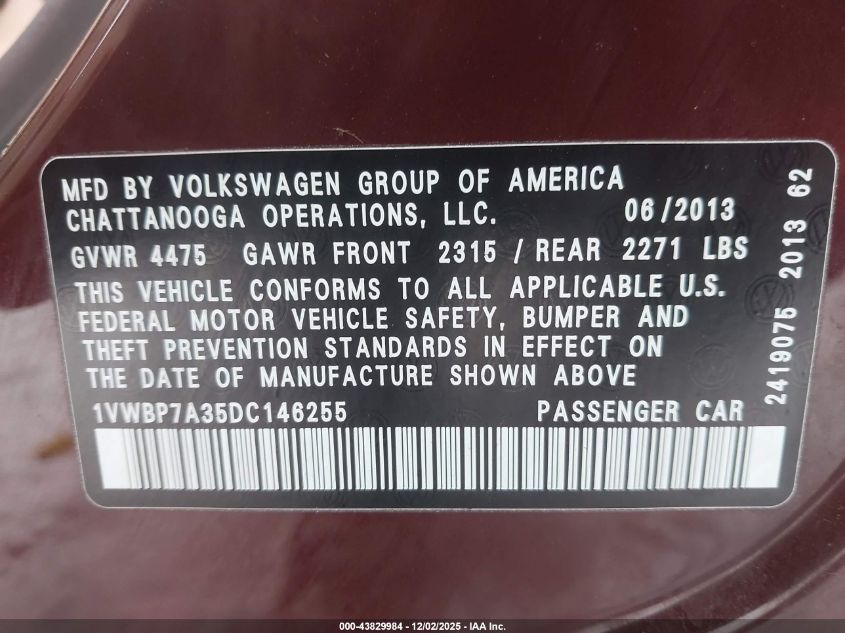 MFD BY VOLKSWAGEN GROUP OF AMERICA
CHATTANOOGA OPERATIONS, LLC. 06/2013
GVWR 4475 GAWR FRONT 2315 / REAR 2271 LBS
THIS VEHICLE CONFORMS TO ALL APPLICABLE U.S.
FEDERAL MOTOR VEHICLE SAFETY, BUMPER AND
THEFT PREVENTION STANDARDS IN EFFECT ON
THE DATE OF MANUFACTURE SHOWN ABOVE
1VWBP7A35DC146255 PASSENGER CAR
2419075 2013 62
000-43829984 - 12/02/2025 - IAA Inc.